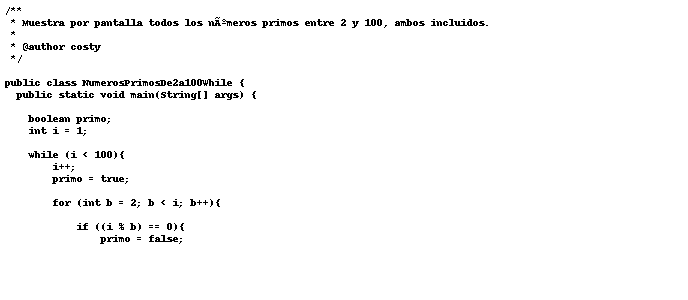 /**
 * Muestra por pantalla todos los nÃºmeros primos entre 2 y 100, ambos incluidos.
 *
 * @author costy
 */
public class NumerosPrimosDe2a100While {
  public static void main(String[] args) {
    boolean primo;
    int i = 1;
    while (i < 100){
        i++;
        primo = true;
        for (int b = 2; b < i; b++){
            if ((i % b) == 0){
                primo = false;